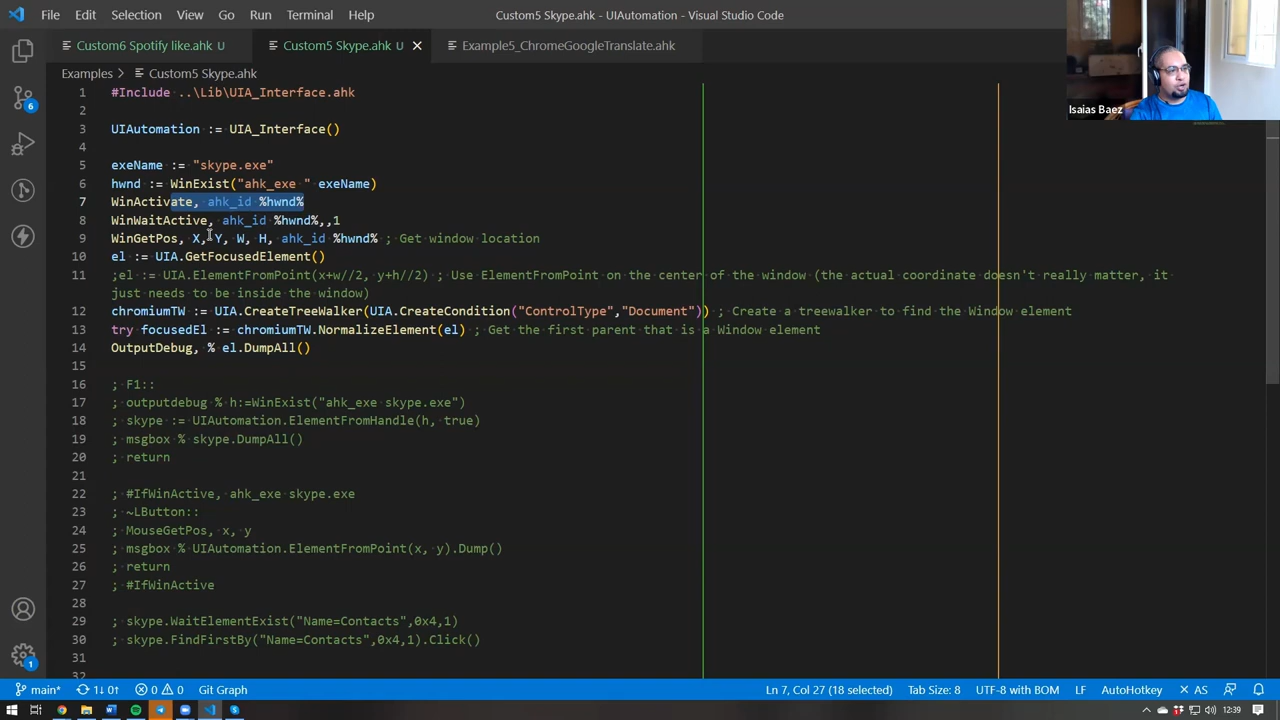 File Edit Selection View Go Run Terminal Help Custom5 Skype.ahk - UIAutomation - Visual Studio Code
Custom6 Spotify like.ahk U Custom5 Skype.ahk U Example5_ChromeGoogleTranslate.ahk
Examples > Custom5 Skype.ahk
Isaias Baez
1 #Include ..\Lib\UIA_Interface.ahk
2
3 UIAutomation := UIA_Interface()
4
5 exeName := "skype.exe"
6 hwnd := WinExist("ahk_exe " exeName)
7 WinActivate, ahk_id %hwnd%
8 WinWaitActive, ahk_id %hwnd%,,1
9 WinGetPos, X, Y, W, H, ahk_id %hwnd% ; Get window location
10 el := UIA.GetFocusedElement()
11 ;el := UIA.ElementFromPoint(x+w//2, y+h//2) ; Use ElementFromPoint on the center of the window (the actual coordinate doesn't really matter, it
just needs to be inside the window)
12 chromiumTW := UIA.CreateTreeWalker(UIA.CreateCondition("ControlType","Document")) ; Create a treewalker to find the Window element
13 try focusedEl := chromiumTW.NormalizeElement(el) ; Get the first parent that is a Window element
14 OutputDebug, % el.DumpAll()
15
16 ; F1::
17 ; outputdebug % h:=WinExist("ahk_exe skype.exe")
18 ; skype := UIAutomation.ElementFromHandle(h, true)
19 ; msgbox % skype.DumpAll()
20 ; return
21
22 ; #IfWinActive, ahk_exe skype.exe
23 ; ~LButton::
24 ; MouseGetPos, x, y
25 ; msgbox % UIAutomation.ElementFromPoint(x, y).Dump()
26 ; return
27 ; #IfWinActive
28
29 ; skype.WaitElementExist("Name=Contacts",0x4,1)
30 ; skype.FindFirstBy("Name=Contacts",0x4,1).Click()
31
32
6
1
main* 1↓ 0↑ 0 0 Git Graph Ln 7, Col 27 (18 selected) Tab Size: 8 UTF-8 with BOM LF AutoHotkey × AS
12:39